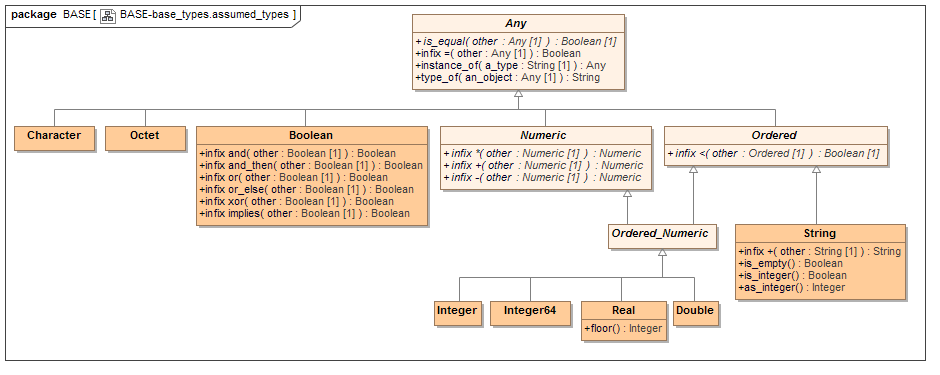 package BASE [ BASE-base_types.assumed_types ]
Any
+ is_equal( other : Any [1] ) : Boolean [1]
+infix =( other : Any [1] ) : Boolean
+instance_of( a_type : String [1] ) : Any
+type_of( an_object : Any [1] ) : String
Character
Octet
Boolean
+infix and( other : Boolean [1] ) : Boolean
+infix and_then( other : Boolean [1] ) : Boolean
+infix or( other : Boolean [1] ) : Boolean
+infix or_else( other : Boolean [1] ) : Boolean
+infix xor( other : Boolean [1] ) : Boolean
+infix implies( other : Boolean [1] ) : Boolean
Numeric
+ infix *( other : Numeric [1] ) : Numeric
+ infix +( other : Numeric [1] ) : Numeric
+ infix -( other : Numeric [1] ) : Numeric
Ordered
+ infix <( other : Ordered [1] ) : Boolean [1]
Ordered_Numeric
String
+infix +( other : String [1] ) : String
+is_empty() : Boolean
+is_integer() : Boolean
+as_integer() : Integer
Integer
Integer64
Real
+floor() : Integer
Double